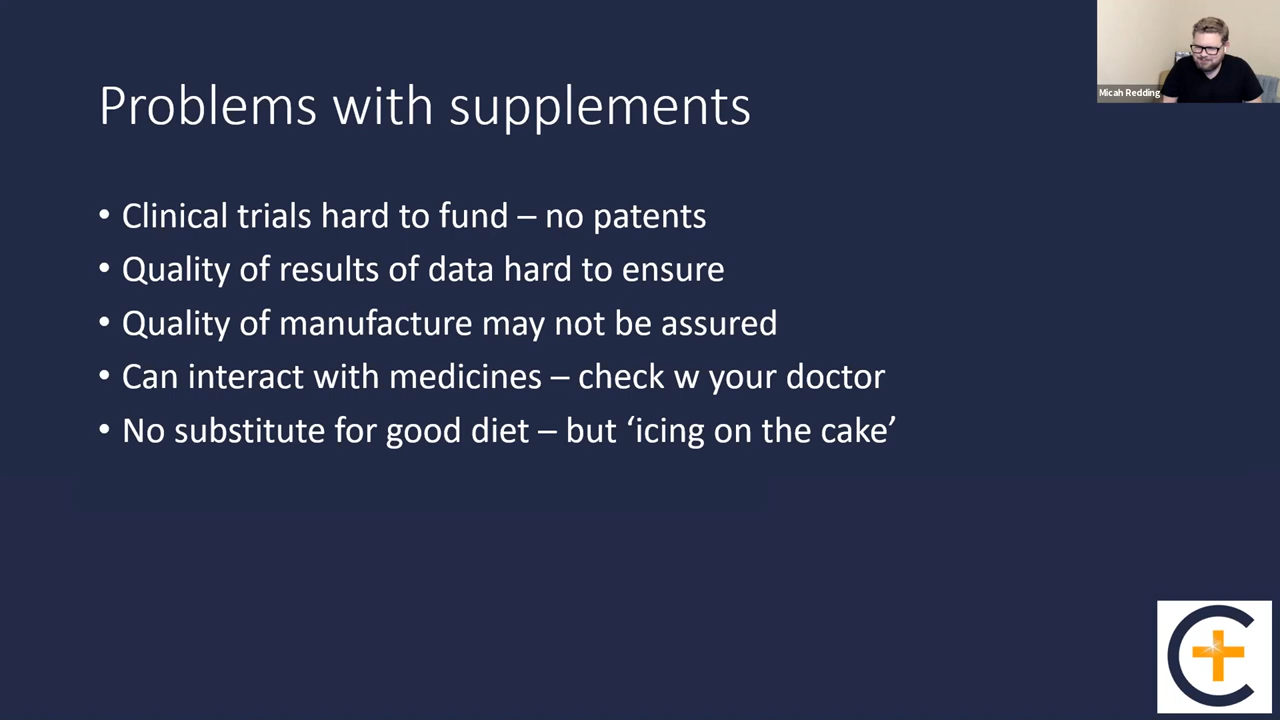 Micah Redding
Problems with supplements
• Clinical trials hard to fund – no patents
• Quality of results of data hard to ensure
• Quality of manufacture may not be assured
• Can interact with medicines – check w your doctor
• No substitute for good diet – but ‘icing on the cake’